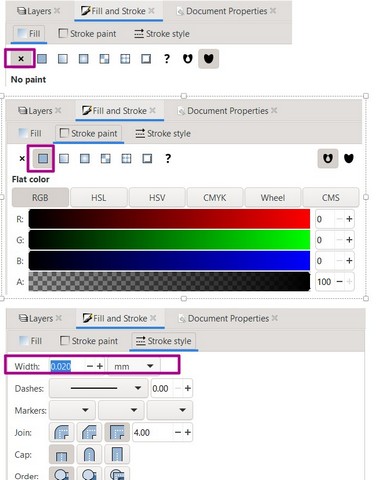 Layers Fill and Stroke Document Properties
Fill Stroke paint Stroke style
?
No paint
Layers Fill and Stroke Document Properties
Fill Stroke paint Stroke style
?
Flat color
RGB HSL HSV CMYK Wheel CMS
R: 0 − +
G: 0 − +
B: 0 − +
A: 100 − +
Layers Fill and Stroke Document Properties
Fill Stroke paint Stroke style
Width: 0.020 − + mm
Dashes: 0.00 +
Markers:
Join: 4.00 − +
Cap:
Order: